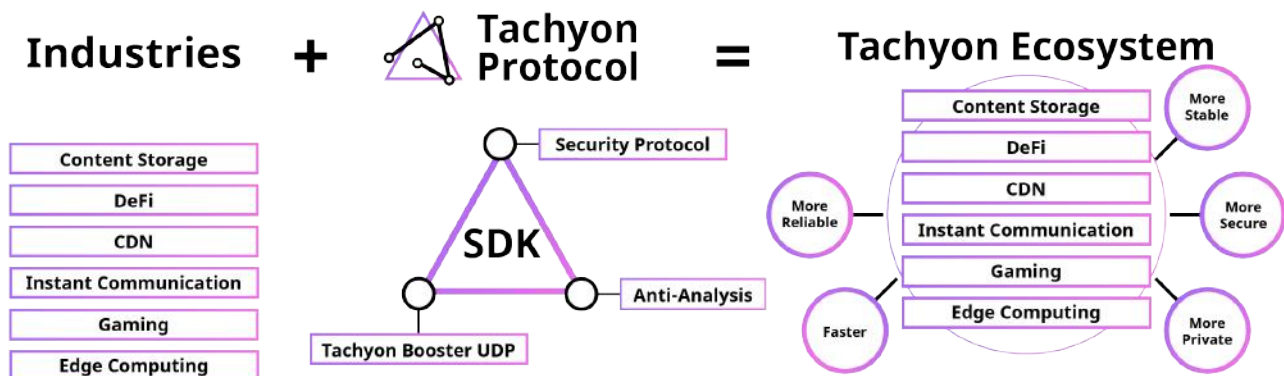 Industries
+
Tachyon
Protocol
=
Tachyon Ecosystem
Content Storage
DeFi
CDN
Instant Communication
Gaming
Edge Computing
Security Protocol
SDK
Anti-Analysis
Tachyon Booster UDP
Content Storage
DeFi
CDN
Instant Communication
Gaming
Edge Computing
More
Stable
More
Reliable
More
Secure
Faster
More
Private